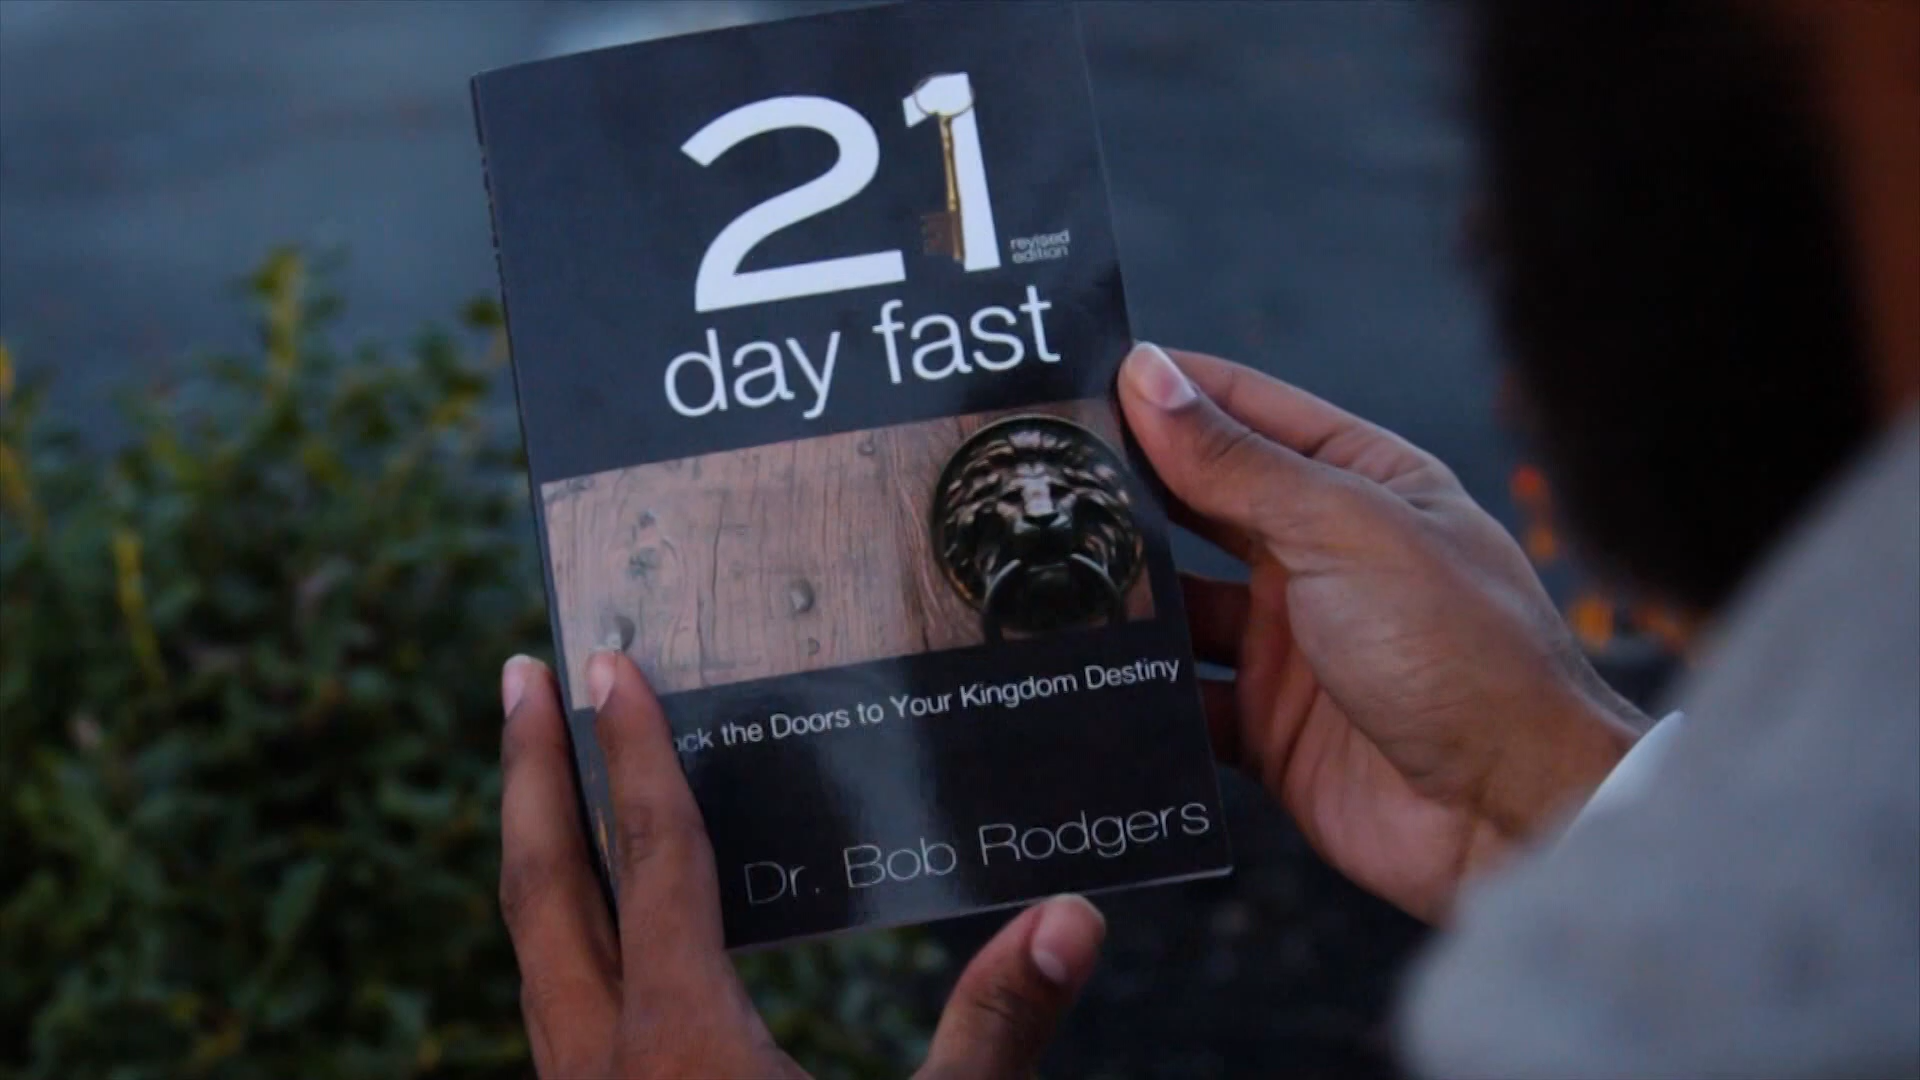 21
revised
edition
day fast
ck the Doors to Your Kingdom Destiny
Dr. Bob Rodgers